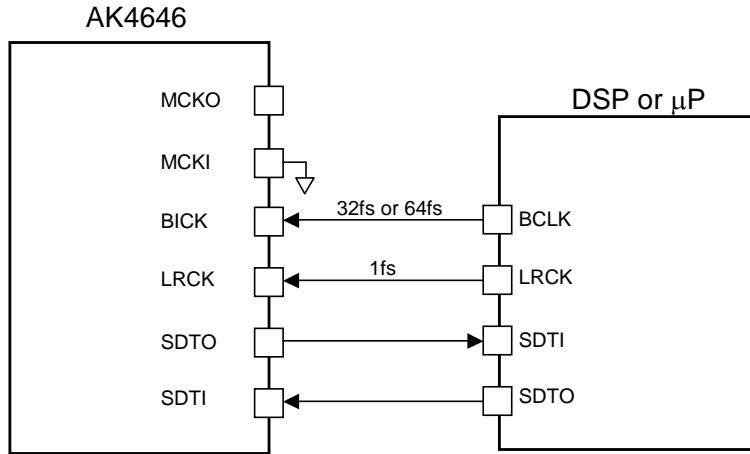 AK4646
DSP or μP
MCKO
MCKI
BICK
32fs or 64fs
BCLK
LRCK
1fs
LRCK
SDTO
SDTI
SDTI
SDTO